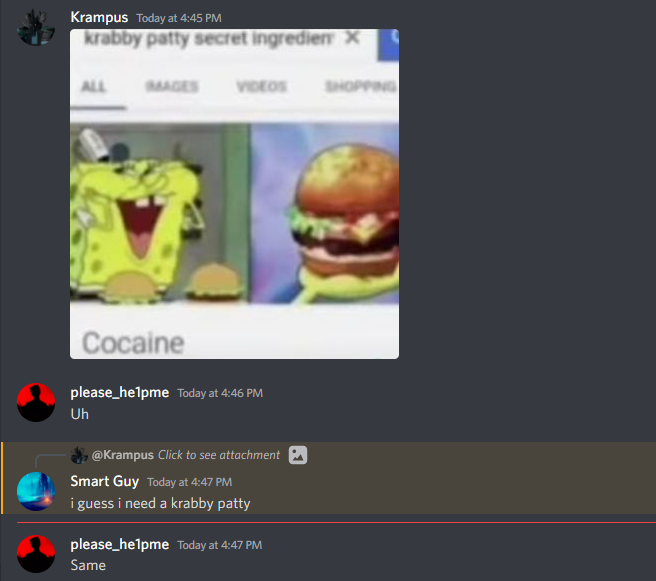 Krampus Today at 4:45 PM
krabby patty secret ingredien
ALL IMAGES VIDEOS SHOPPING
Cocaine
please_he1pme Today at 4:46 PM
Uh
@Krampus Click to see attachment
Smart Guy Today at 4:47 PM
i guess i need a krabby patty
please_he1pme Today at 4:47 PM
Same